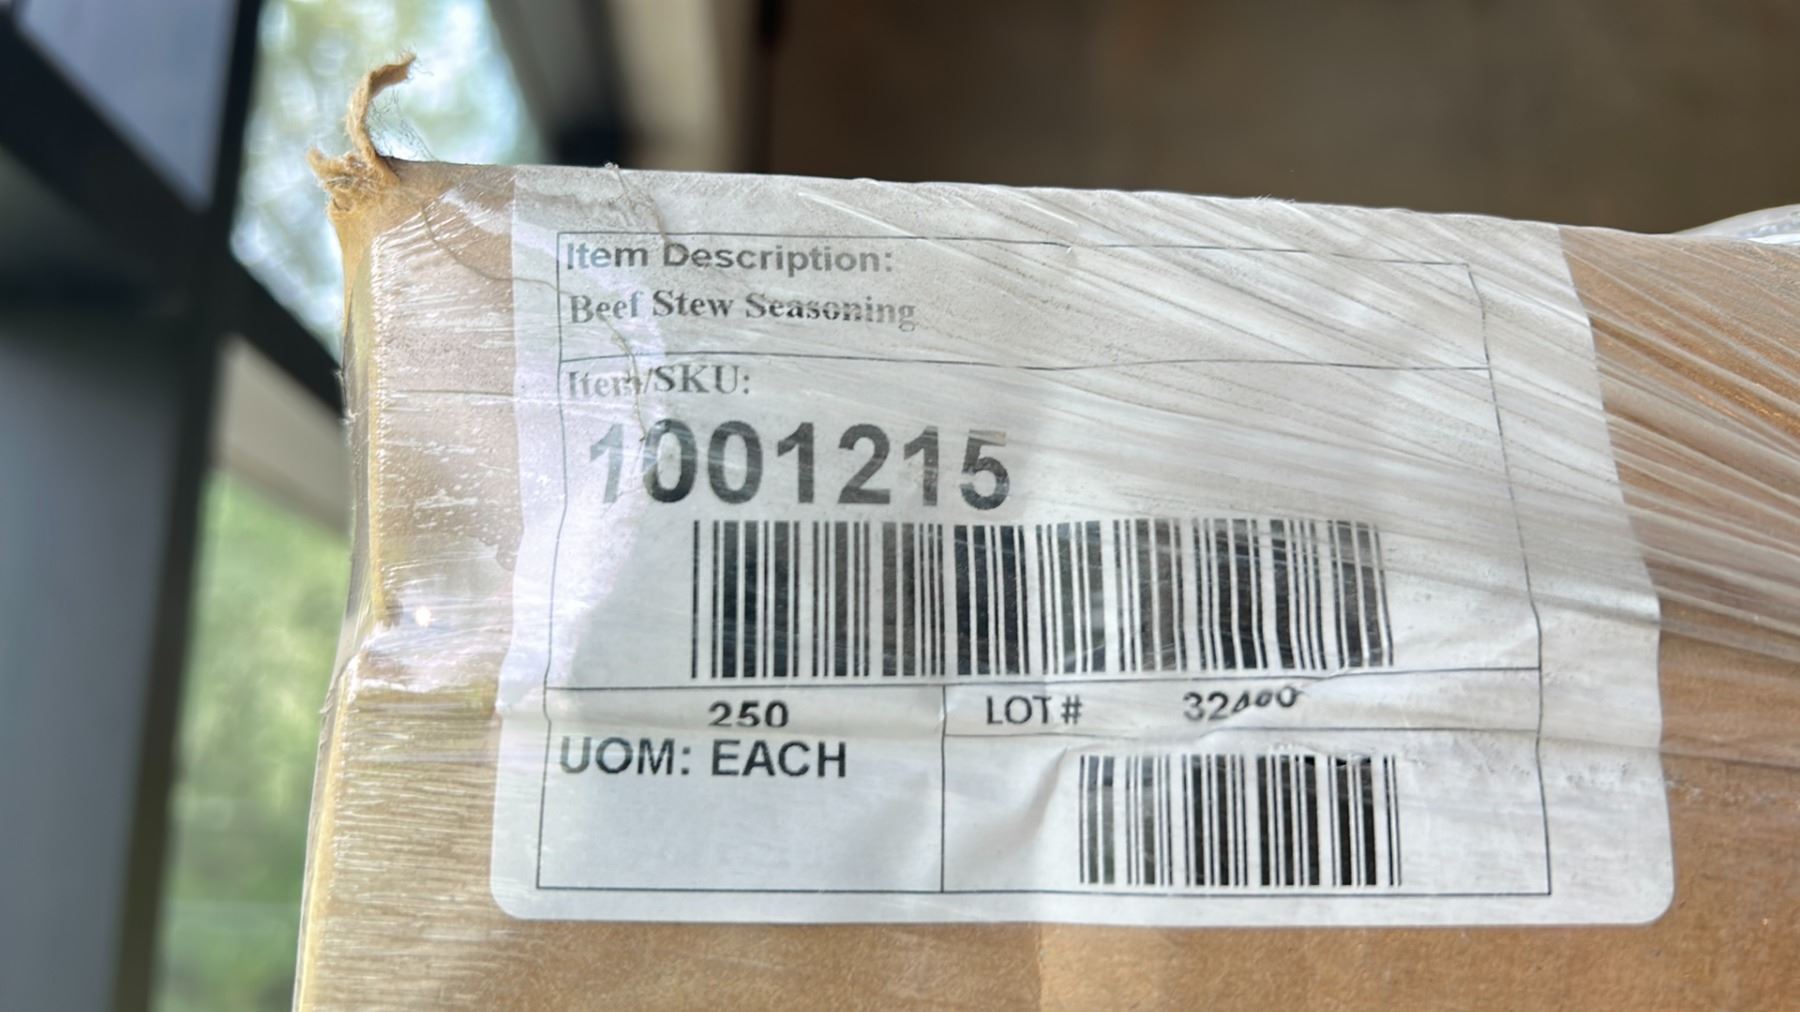 Item Description:
Beef Stew Seasoning
Item/SKU:
1001215
250
LOT #
UOM: EACH